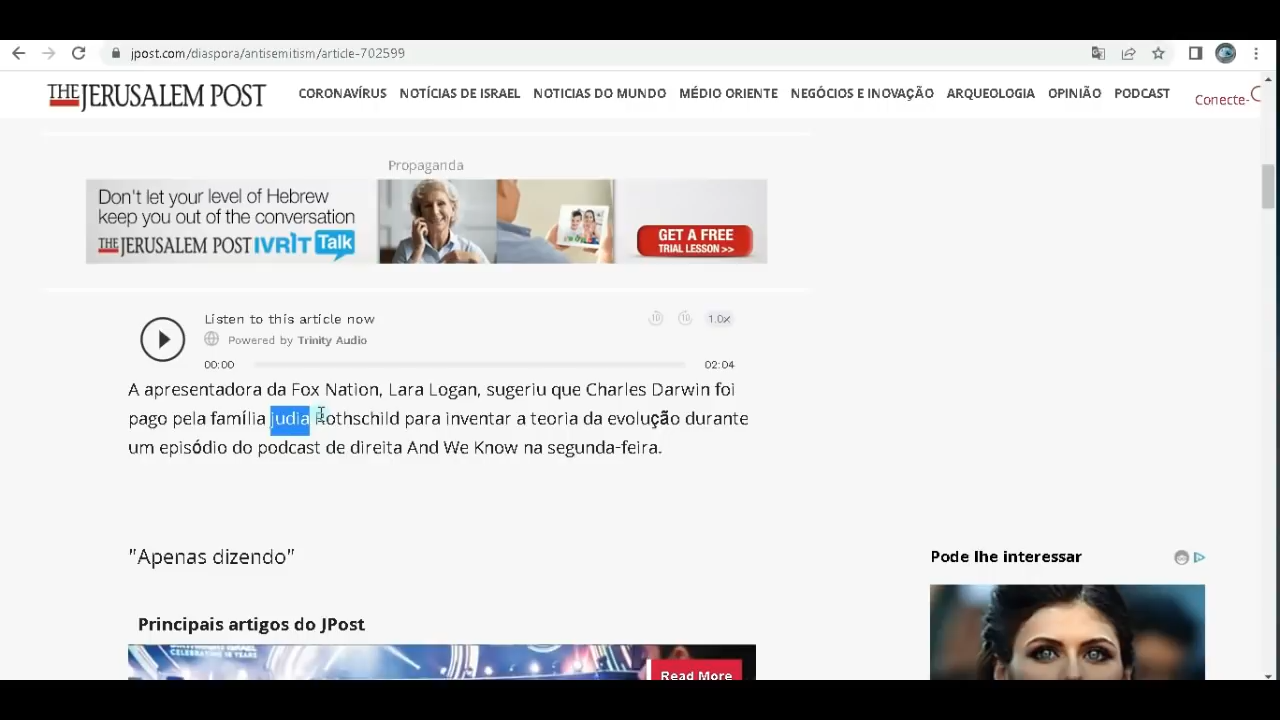 jpost.com/diaspora/antisemitism/article-702599
THE JERUSALEM POST
CORONAVÍRUS NOTÍCIAS DE ISRAEL NOTICIAS DO MUNDO MÉDIO ORIENTE NEGÓCIOS E INOVAÇÃO ARQUEOLOGIA OPINIÃO PODCAST
Conecte-
Propaganda
Don't let your level of Hebrew
keep you out of the conversation
THE JERUSALEM POST IVRIT Talk
GET A FREE
TRIAL LESSON >>
Listen to this article now
10 10 1.0x
Powered by Trinity Audio
00:00 02:04
A apresentadora da Fox Nation, Lara Logan, sugeriu que Charles Darwin foi
pago pela família judia Rothschild para inventar a teoria da evolução durante
um episódio do podcast de direita And We Know na segunda-feira.
"Apenas dizendo"
Pode lhe interessar
Principais artigos do JPost
CELEBRATING 18 YEARS
Read More